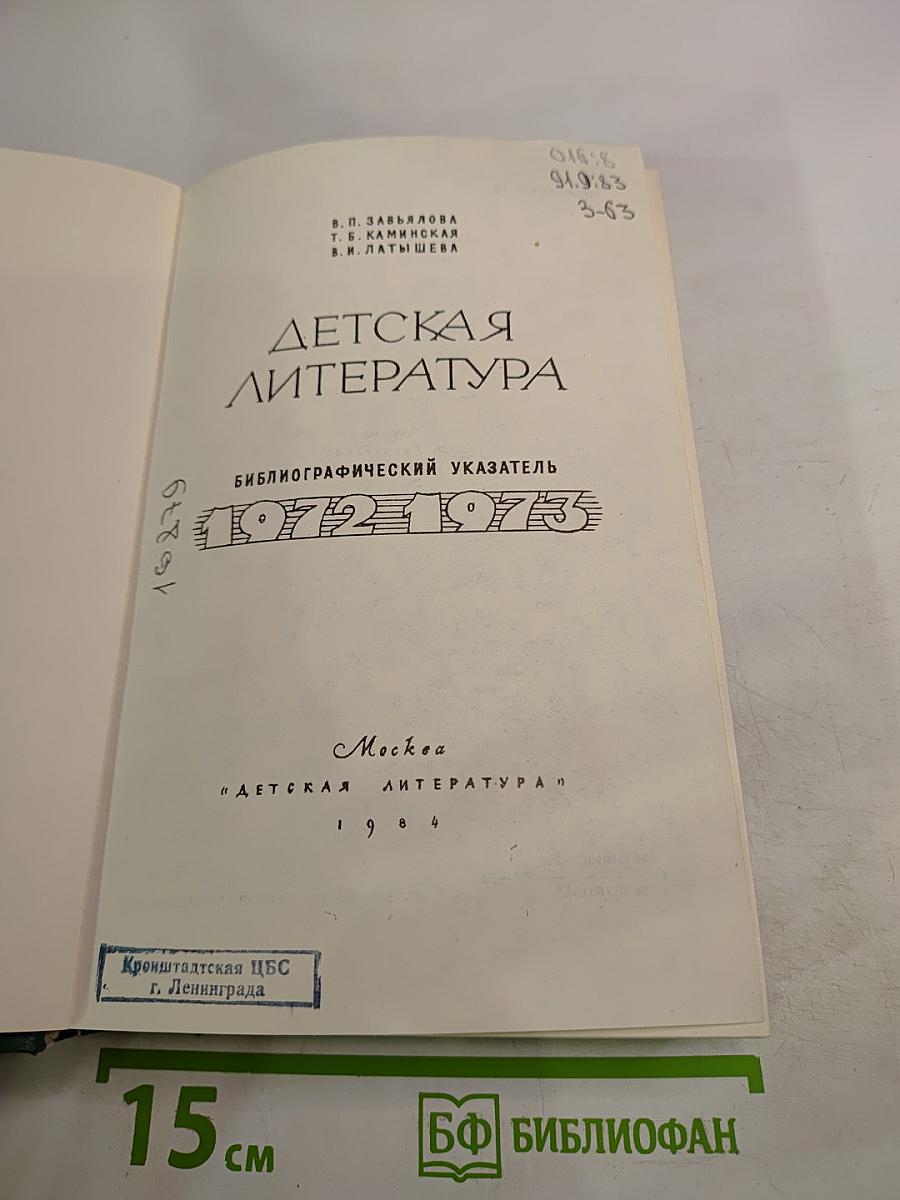 016:8
91.9:83
З-63
В. П. ЗАВЬЯЛОВА
Т. Б. КАМИНСКАЯ
В. И. ЛАТЫШЕВА
ДЕТСКАЯ
ЛИТЕРАТУРА
БИБЛИОГРАФИЧЕСКИЙ УКАЗАТЕЛЬ
1972-1973
10279
Москва
"ДЕТСКАЯ ЛИТЕРАТУРА"
1984
Кронштадтская ЦБС
г. Ленинграда
15 см
БФ БИБЛИОФАН